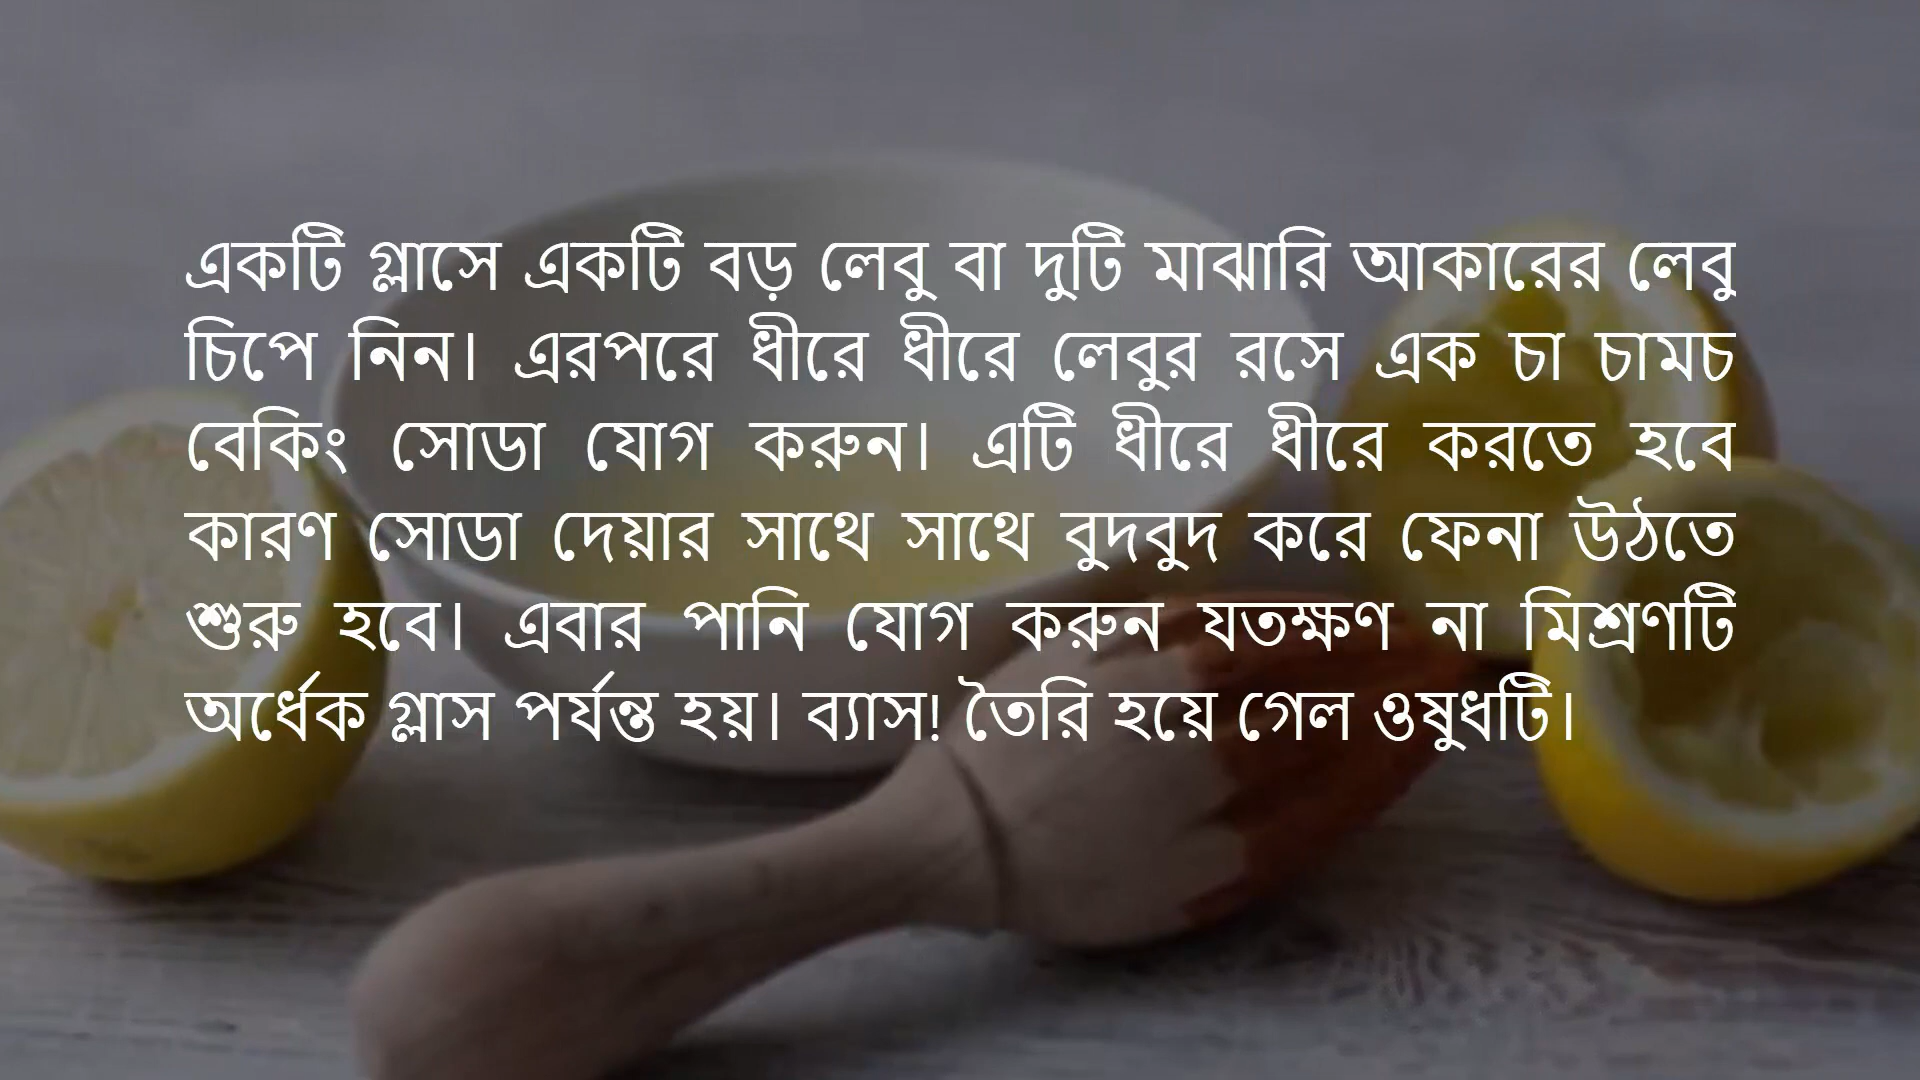 একটি গ্লাসে একটি বড় লেবু বা দুটি মাঝারি আকারের লেবু
চিপে নিন। এরপরে ধীরে ধীরে লেবুর রসে এক চা চামচ
বেকিং সোডা যোগ করুন। এটি ধীরে ধীরে করতে হবে
কারণ সোডা দেয়ার সাথে সাথে বুদবুদ করে ফেনা উঠতে
শুরু হবে। এবার পানি যোগ করুন যতক্ষণ না মিশ্রণটি
অর্ধেক গ্লাস পর্যন্ত হয়। ব্যাস! তৈরি হয়ে গেল ওষুধটি।